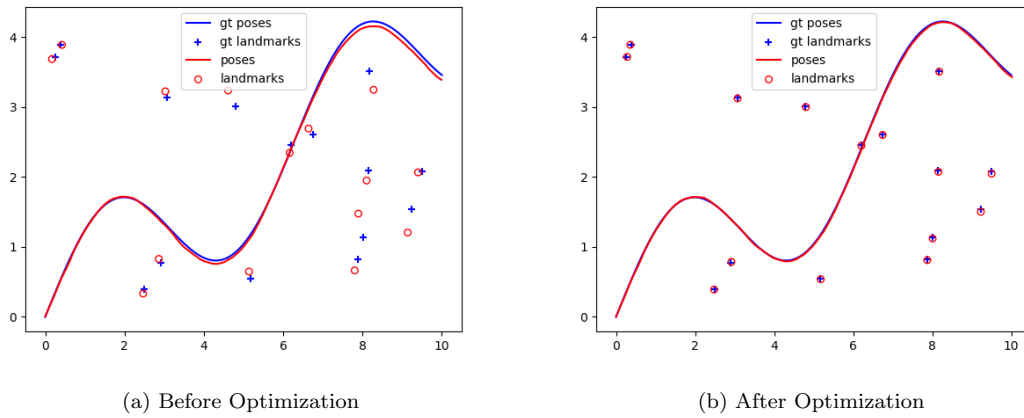 gt poses
gt landmarks
poses
landmarks
4
3
2
1
0
0 2 4 6 8 10
(a) Before Optimization
gt poses
gt landmarks
poses
landmarks
4
3
2
1
0
0 2 4 6 8 10
(b) After Optimization